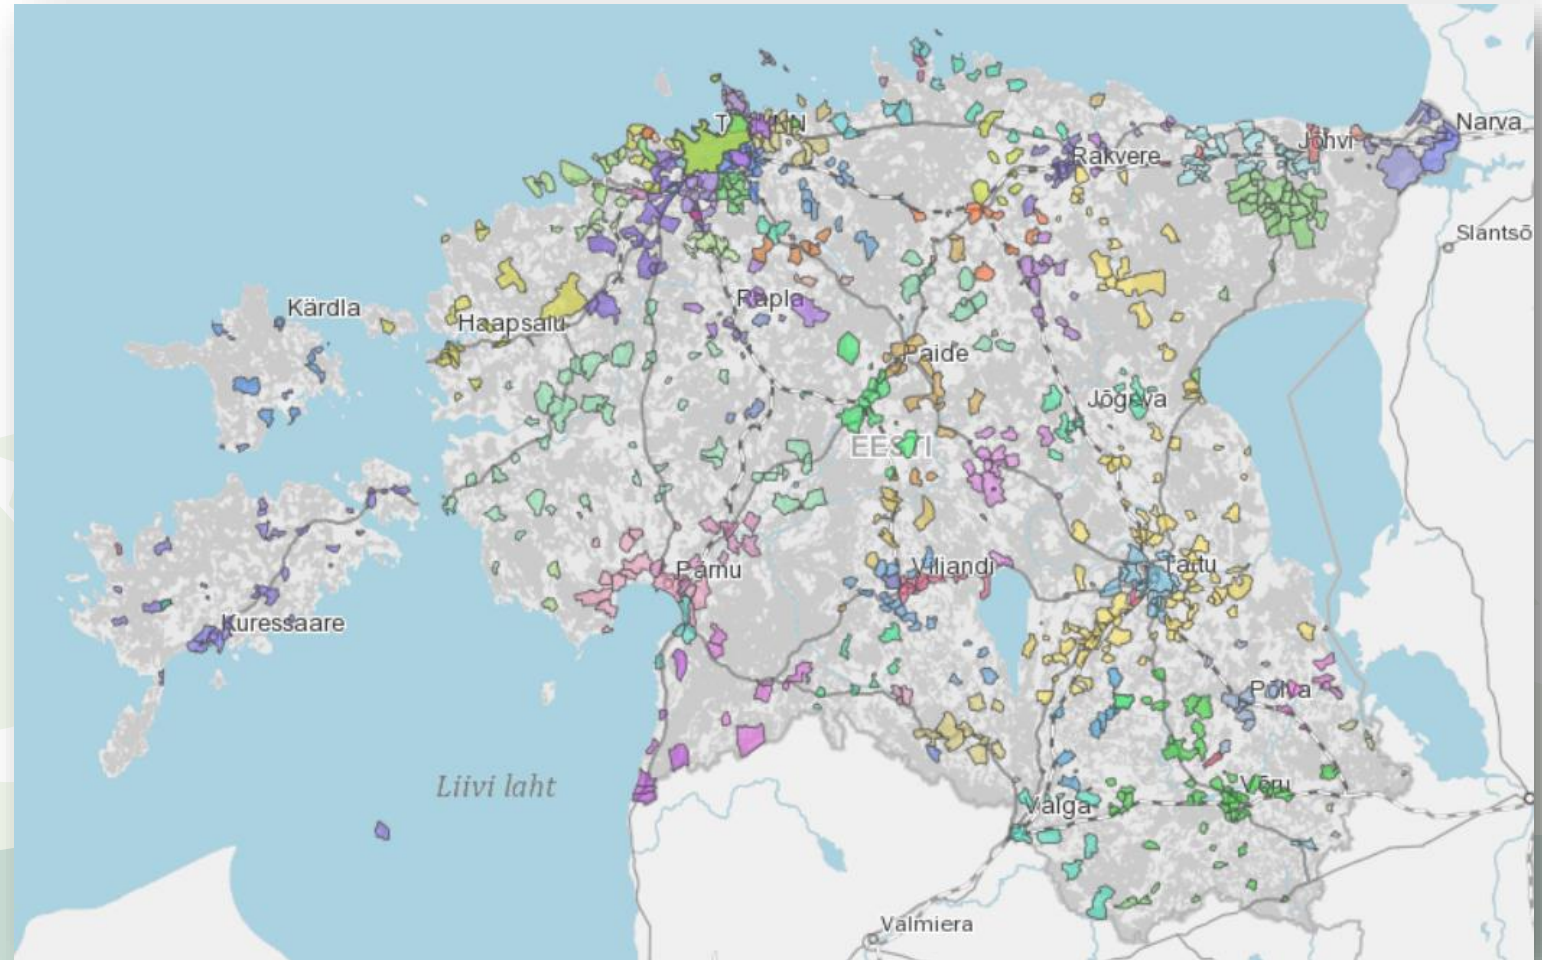 Narva
Jõhvi
Rakvere
Slantsõ
Kärdla
Rapla
Haapsalu
Paide
Jõgeva
EESTI
Pärnu
Viljandi
Tartu
Kuressaare
Põlva
Liivi laht
Võru
Valga
Valmiera